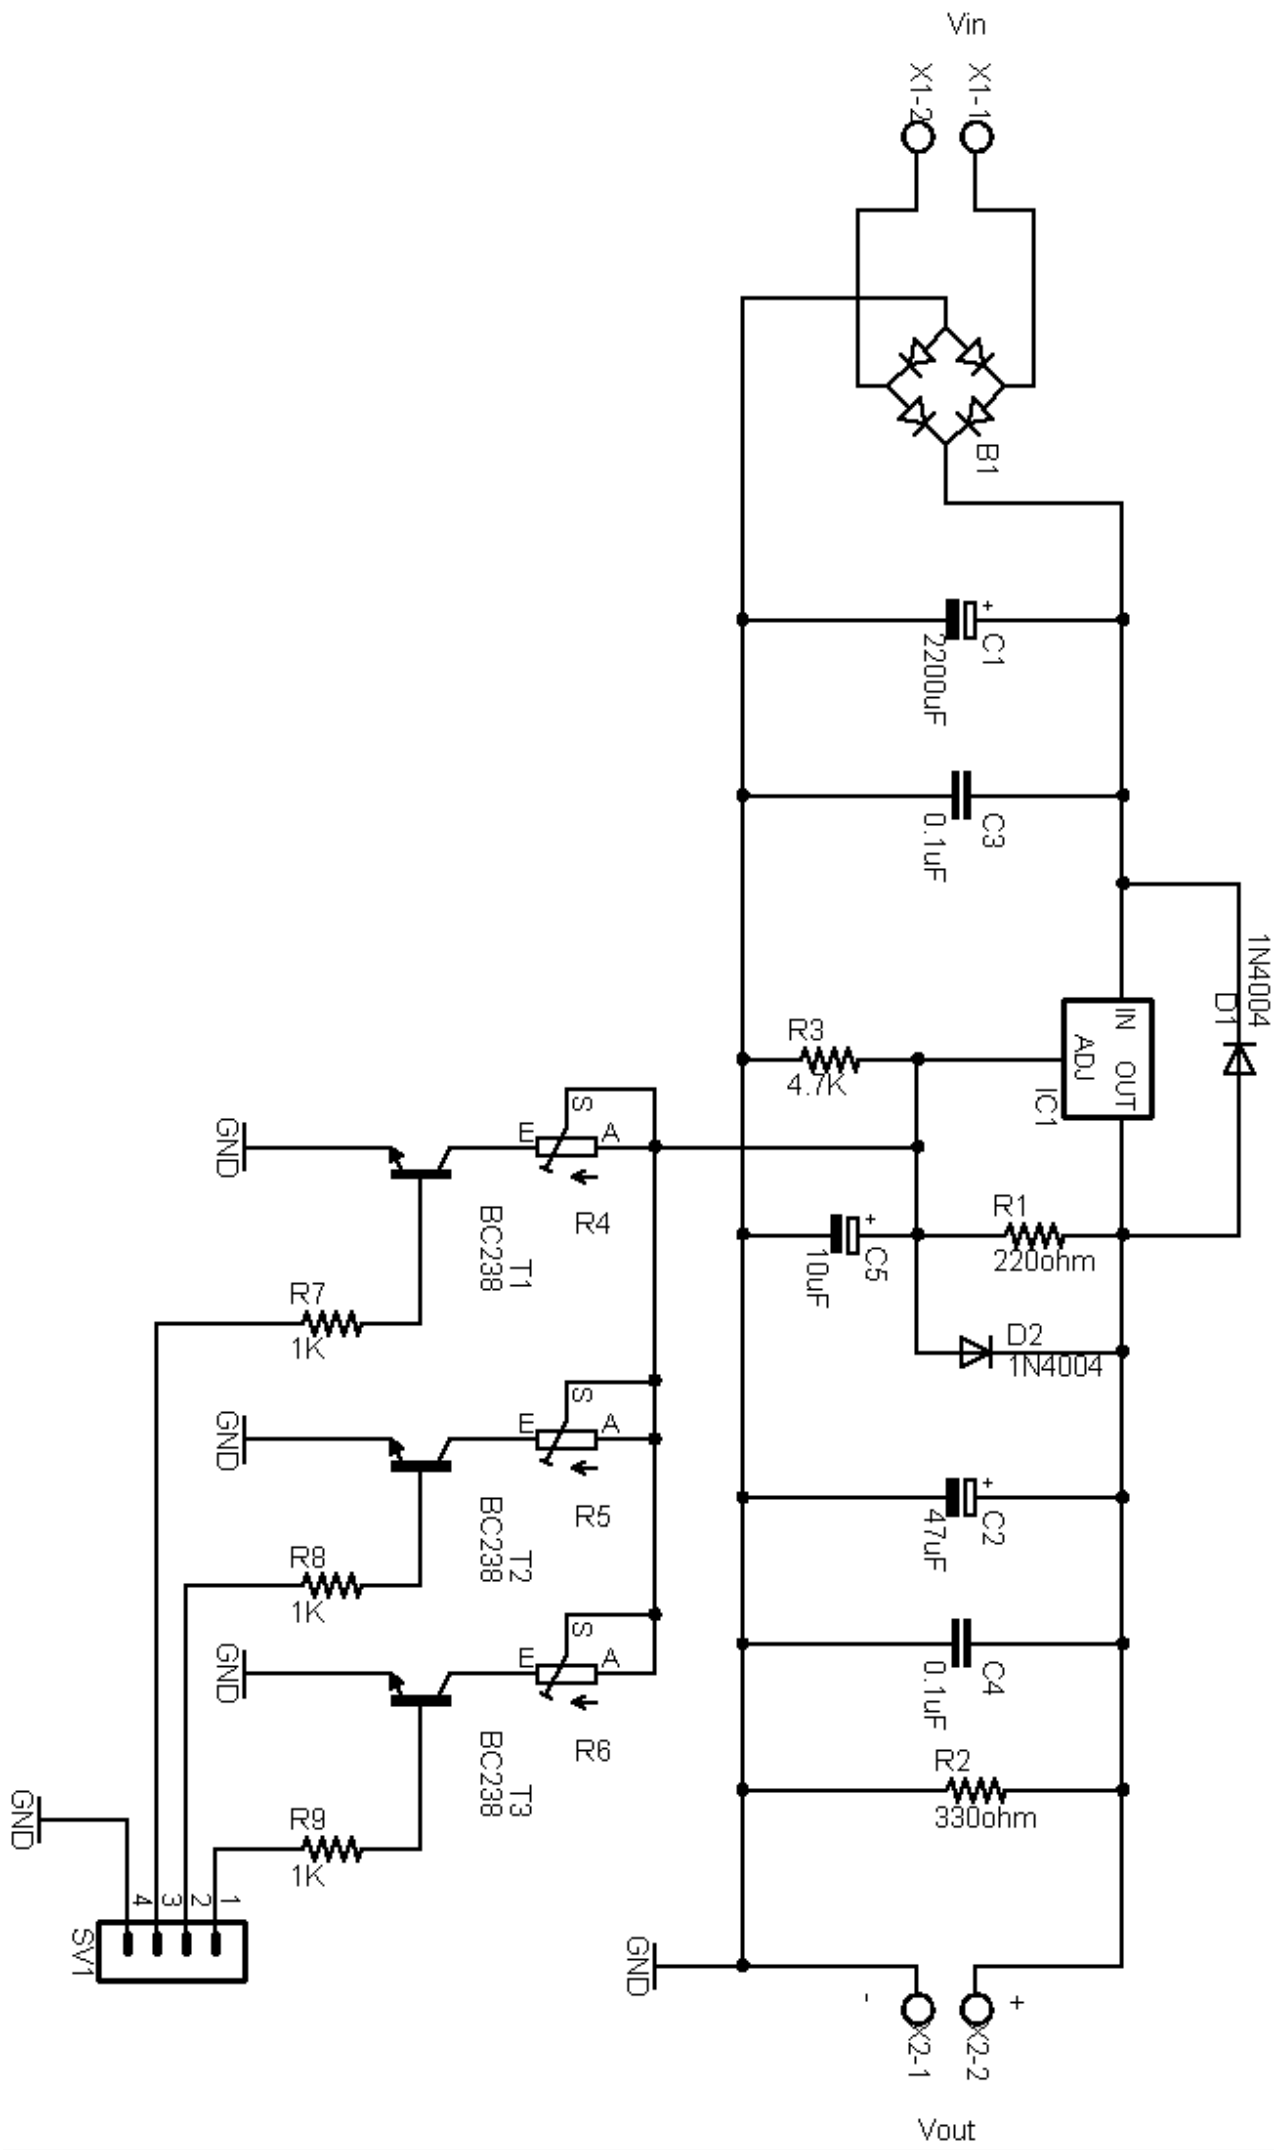 Vin
X1-2
X1-1
B1
+
C1
2200uF
C3
0.1uF
1N4004
D1
IN
OUT
ADJ
IC1
R3
4.7K
R1
220ohm
+
C5
10uF
D2
1N4004
+
C2
47uF
C4
0.1uF
R2
330ohm
GND
E
S
A
R4
T1
BC238
R7
1K
GND
E
S
A
R5
T2
BC238
R8
1K
GND
E
S
A
R6
T3
BC238
R9
1K
GND
4
3
2
1
SV1
GND
-
+
X2-1
X2-2
Vout